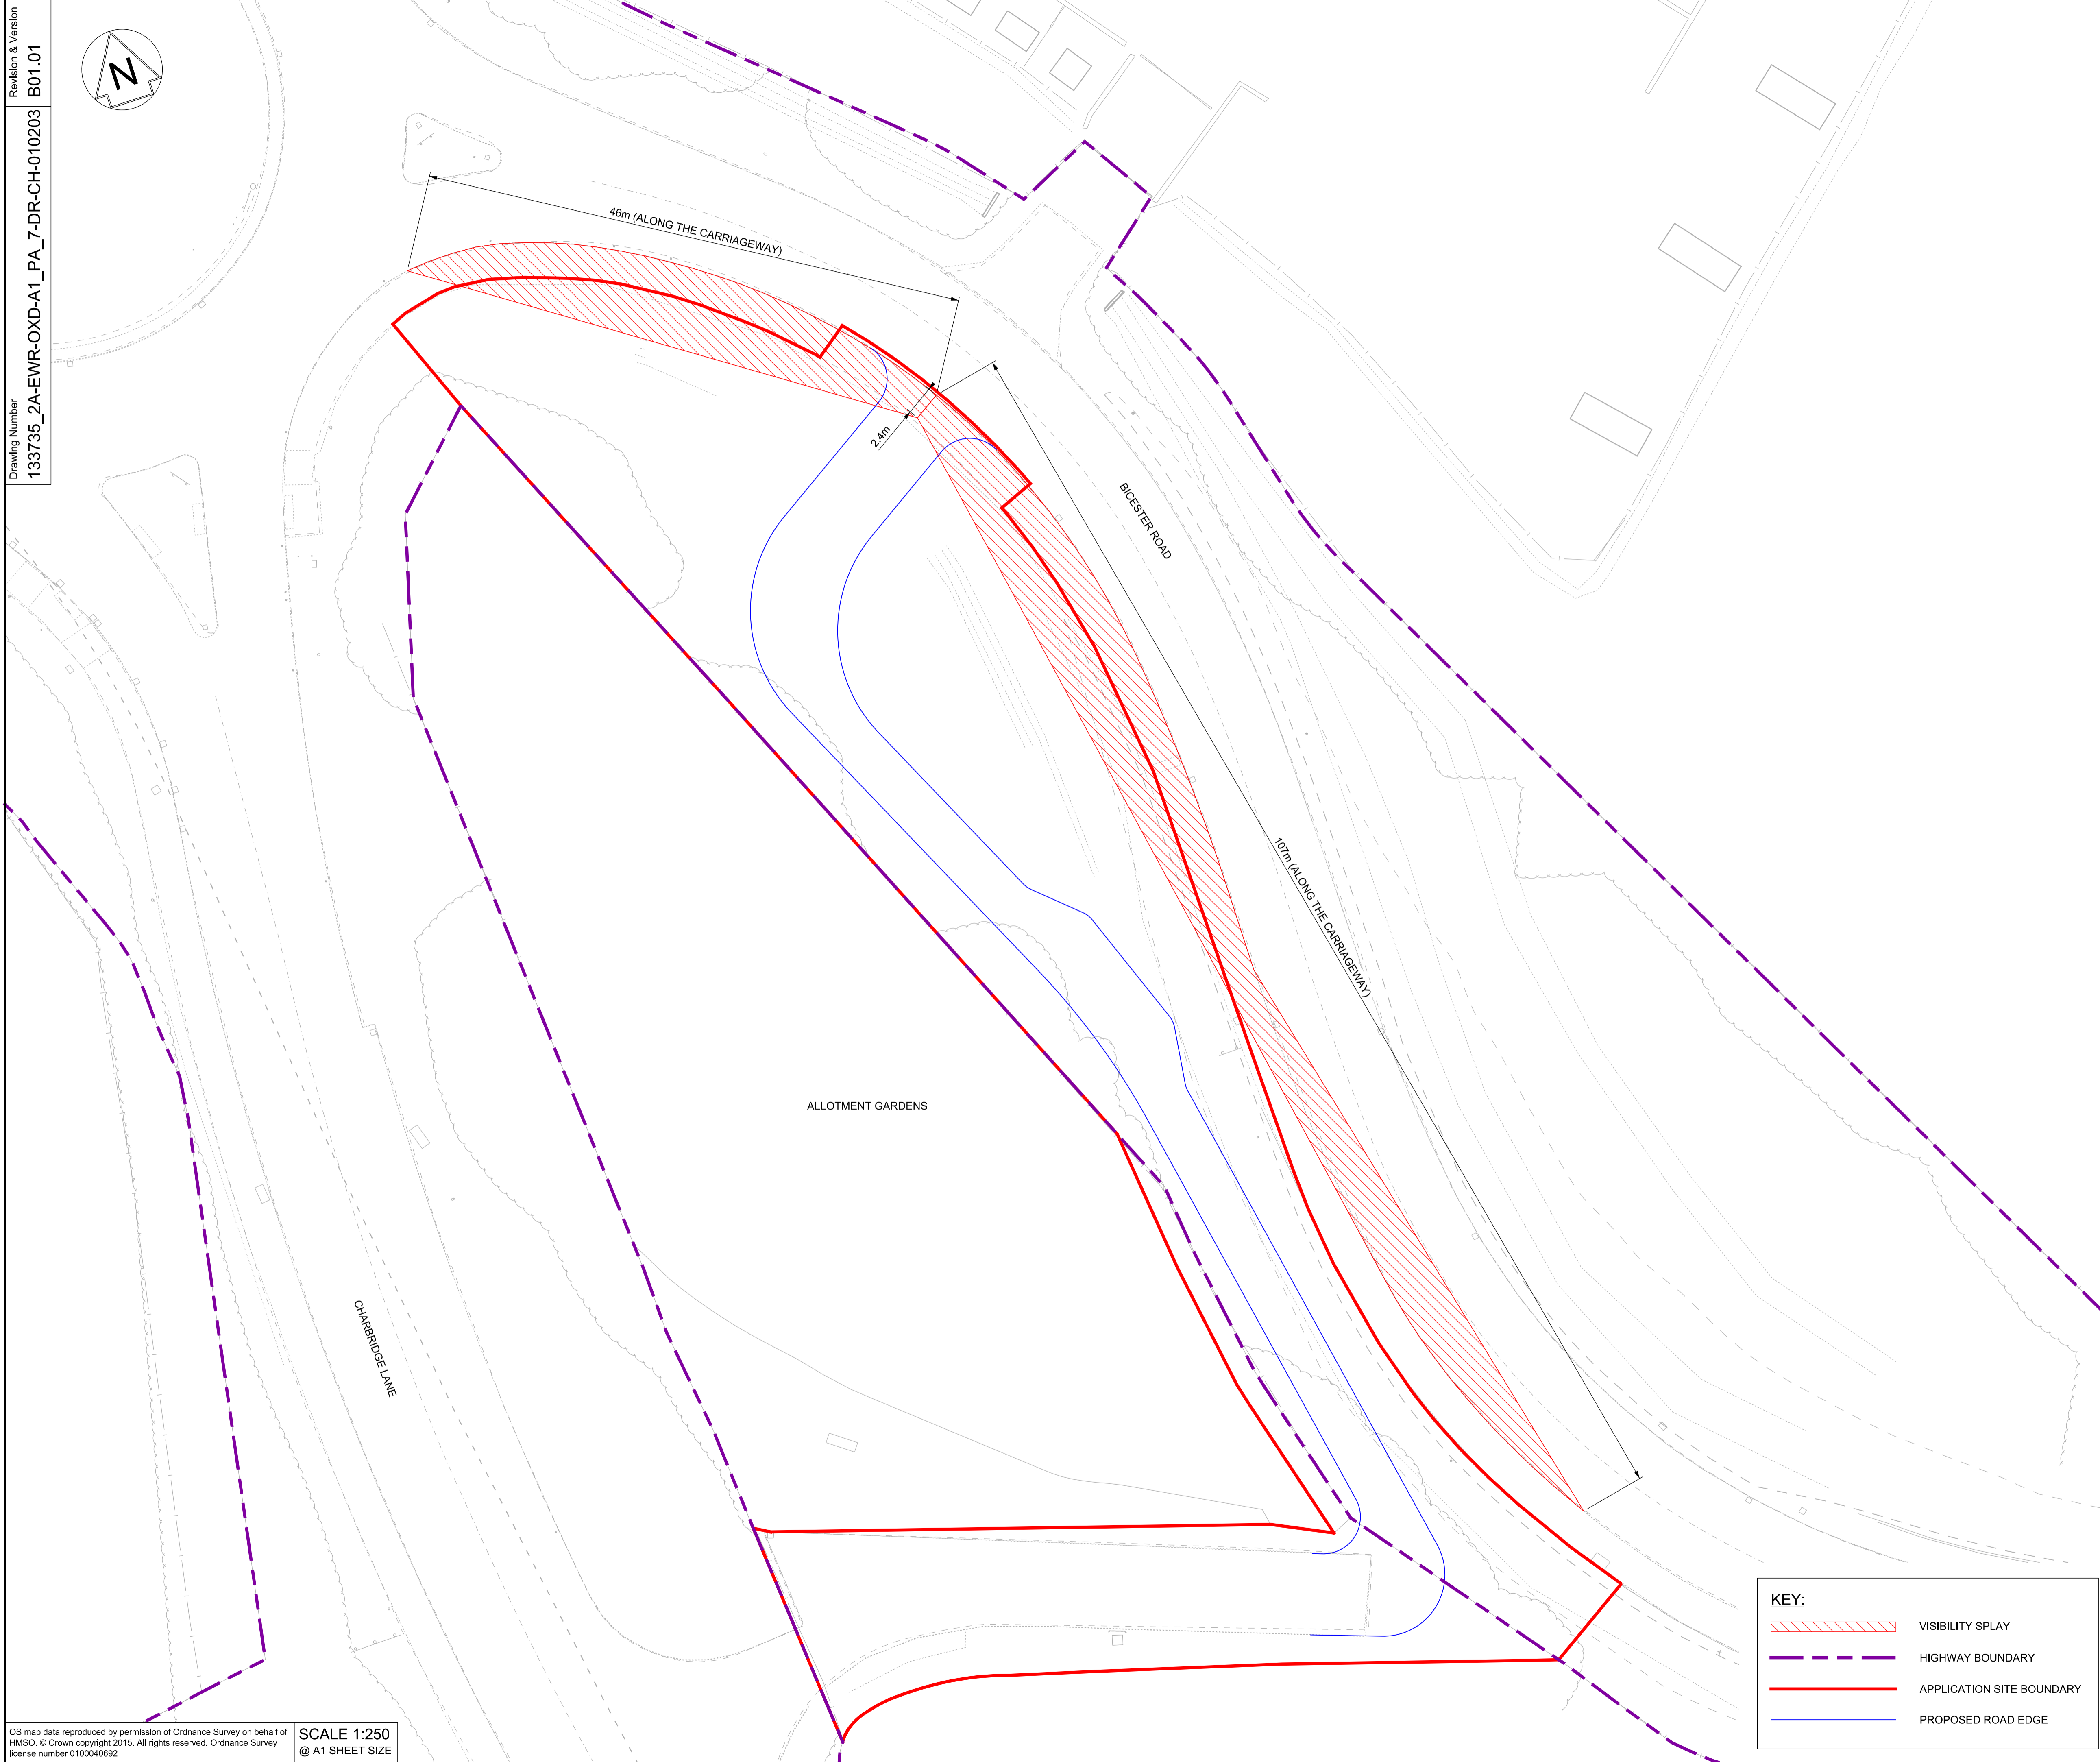 Revision & Version
B01.01
Drawing Number
133735_2A-EWR-OXD-A1_PA_7-DR-CH-010203
N
46m (ALONG THE CARRIAGEWAY)
2.4m
BICESTER ROAD
107m (ALONG THE CARRIAGEWAY)
ALLOTMENT GARDENS
CHARBRIDGE LANE
KEY:
VISIBILITY SPLAY
HIGHWAY BOUNDARY
APPLICATION SITE BOUNDARY
PROPOSED ROAD EDGE
OS map data reproduced by permission of Ordnance Survey on behalf of
HMSO. © Crown copyright 2015. All rights reserved. Ordnance Survey
license number 0100040692
SCALE 1:250
@ A1 SHEET SIZE